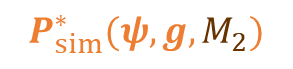 P*sim(ψ, g, M2)